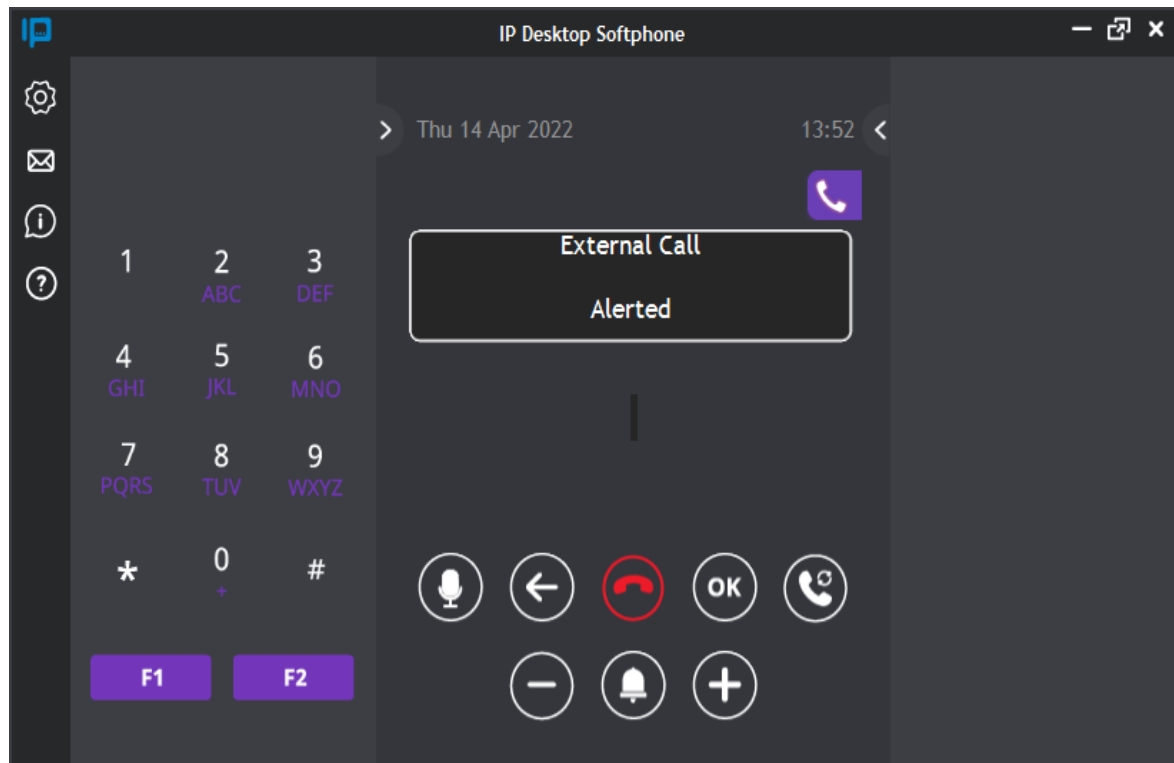 IP
IP Desktop Softphone
Thu 14 Apr 2022 13:52
External Call
Alerted
1 2 3
ABC DEF
4 5 6
GHI JKL MNO
7 8 9
PQRS TUV WXYZ
* 0 #
+
OK
F1 F2